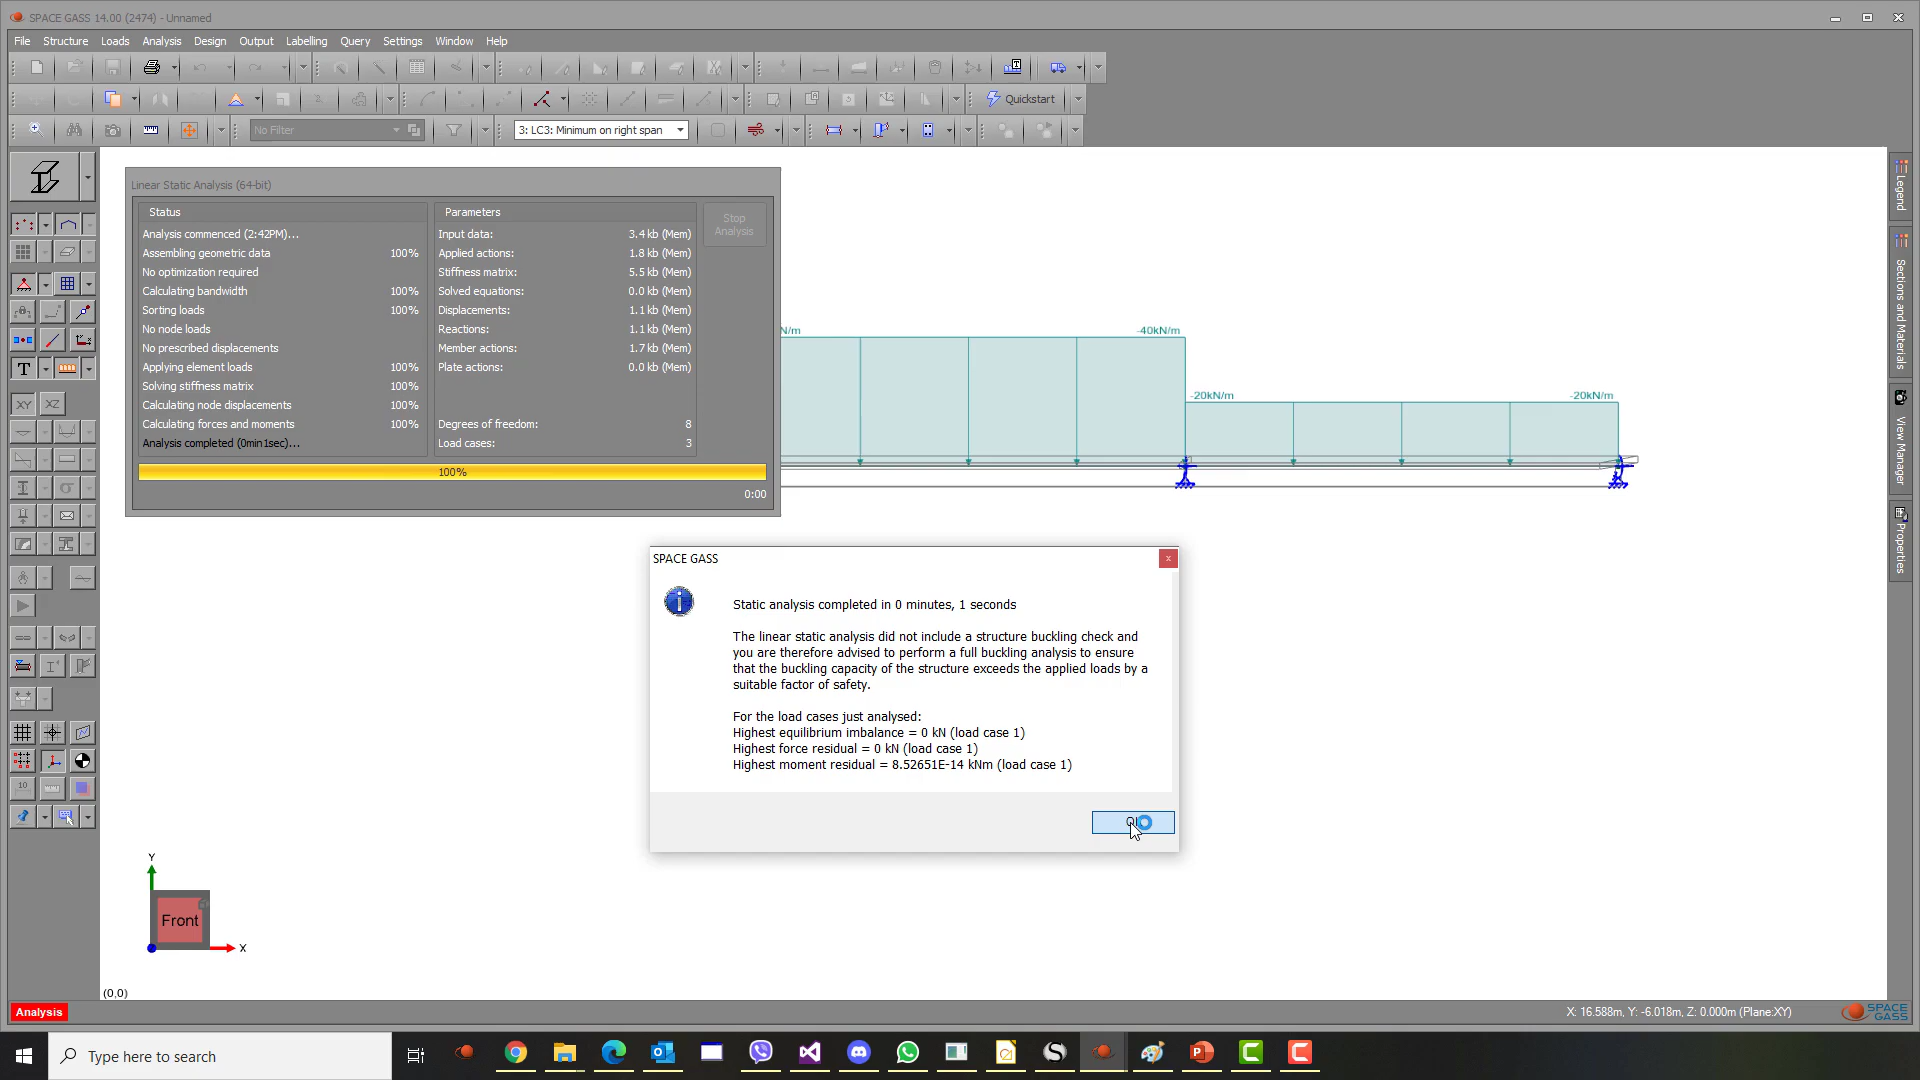 SPACE GASS 14.00 (2474) - Unnamed
File Structure Loads Analysis Design Output Labelling Query Settings Window Help
Quickstart
No Filter
3: LC3: Minimum on right span
Linear Static Analysis (64-bit)
Status
Analysis commenced (2:42PM)...
Assembling geometric data 100%
No optimization required
Calculating bandwidth 100%
Sorting loads 100%
No node loads
No prescribed displacements
Applying element loads 100%
Solving stiffness matrix 100%
Calculating node displacements 100%
Calculating forces and moments 100%
Analysis completed (0min1sec)...
Parameters
Input data: 3.4 kb (Mem)
Applied actions: 1.8 kb (Mem)
Stiffness matrix: 5.5 kb (Mem)
Solved equations: 0.0 kb (Mem)
Displacements: 1.1 kb (Mem)
Reactions: 1.1 kb (Mem)
Member actions: 1.7 kb (Mem)
Plate actions: 0.0 kb (Mem)
Degrees of freedom: 8
Load cases: 3
Stop
Analysis
100%
0:00
N/m
-40kN/m
-20kN/m
-20kN/m
SPACE GASS
Static analysis completed in 0 minutes, 1 seconds
The linear static analysis did not include a structure buckling check and
you are therefore advised to perform a full buckling analysis to ensure
that the buckling capacity of the structure exceeds the applied loads by a
suitable factor of safety.
For the load cases just analysed:
Highest equilibrium imbalance = 0 kN (load case 1)
Highest force residual = 0 kN (load case 1)
Highest moment residual = 8.52651E-14 kNm (load case 1)
Legend
Sections and Materials
View Manager
Properties
T
XY
XZ
10
Y
Front
X
(0,0)
Analysis
X: 16.588m, Y: -6.018m, Z: 0.000m (Plane:XY)
SPACE
GASS
Type here to search